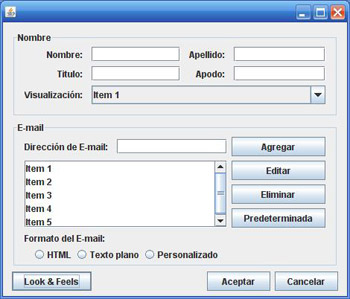 Nombre
Nombre: Apellido:
Titulo: Apodo:
Visualización: Item 1
E-mail
Dirección de E-mail: Agregar
Item 1
Item 2 Editar
Item 3
Item 4 Eliminar
Item 5 Predeterminada
Formato del E-mail:
HTML Texto plano Personalizado
Look & Feels Aceptar Cancelar